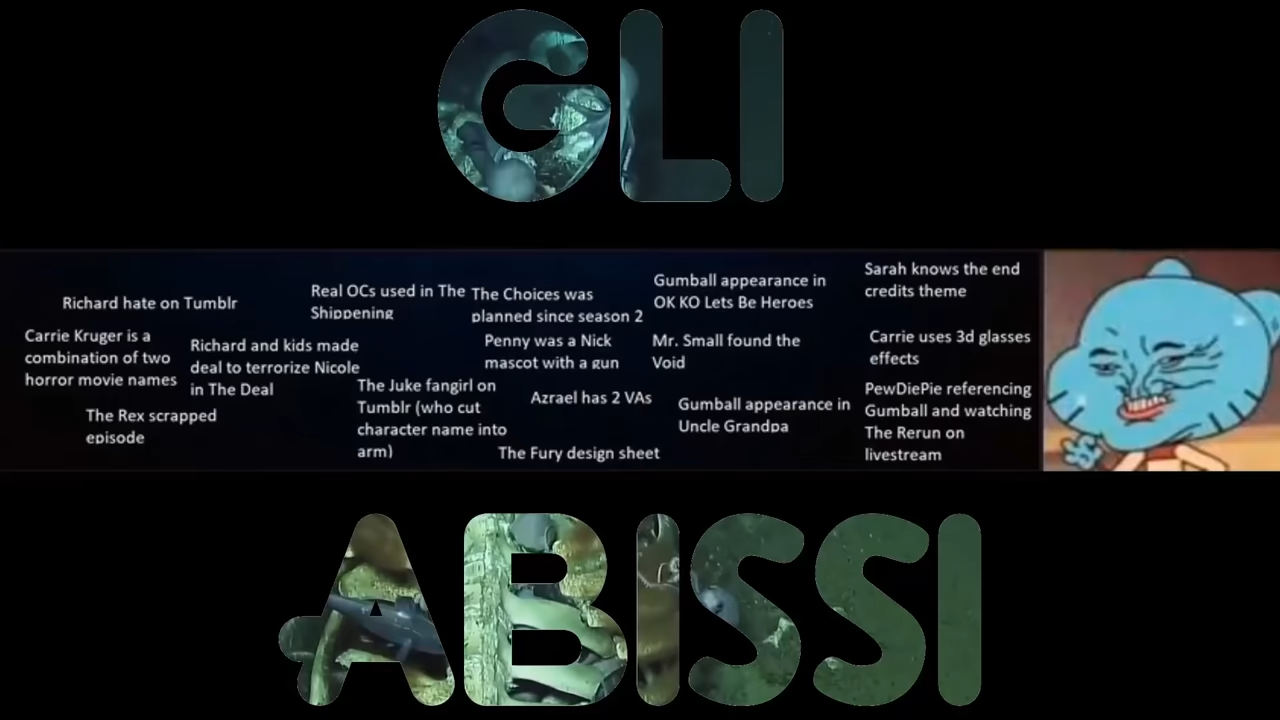 GLI
Richard hate on Tumblr
Carrie Kruger is a
combination of two
horror movie names
Richard and kids made
deal to terrorize Nicole
in The Deal
The Rex scrapped
episode
Real OCs used in The
Shippening
The Juke fangirl on
Tumblr (who cut
character name into
arm)
The Choices was
planned since season 2
Penny was a Nick
mascot with a gun
Azrael has 2 VAs
The Fury design sheet
Gumball appearance in
OK KO Lets Be Heroes
Mr. Small found the
Void
Gumball appearance in
Uncle Grandpa
Sarah knows the end
credits theme
Carrie uses 3d glasses
effects
PewDiePie referencing
Gumball and watching
The Rerun on
livestream
ABISSI